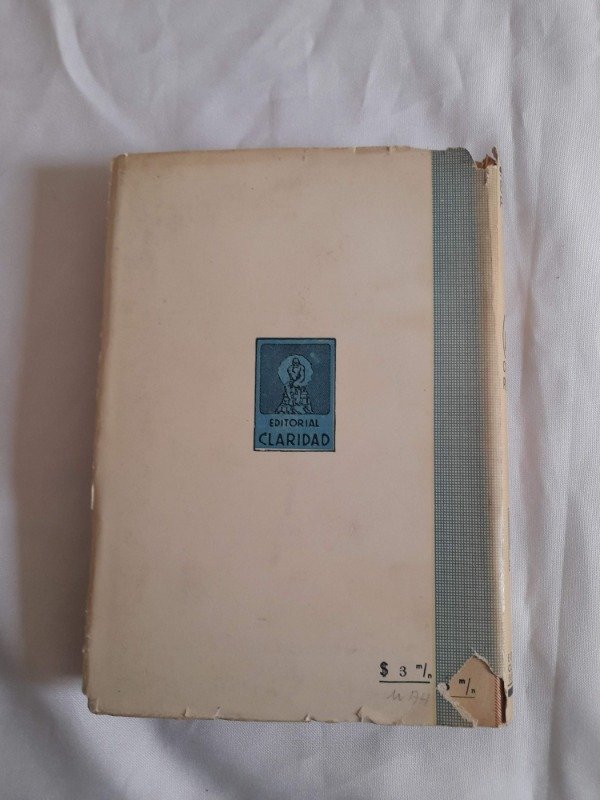 EDITORIAL
CLARIDAD
$ 3 m/n
$ m/n